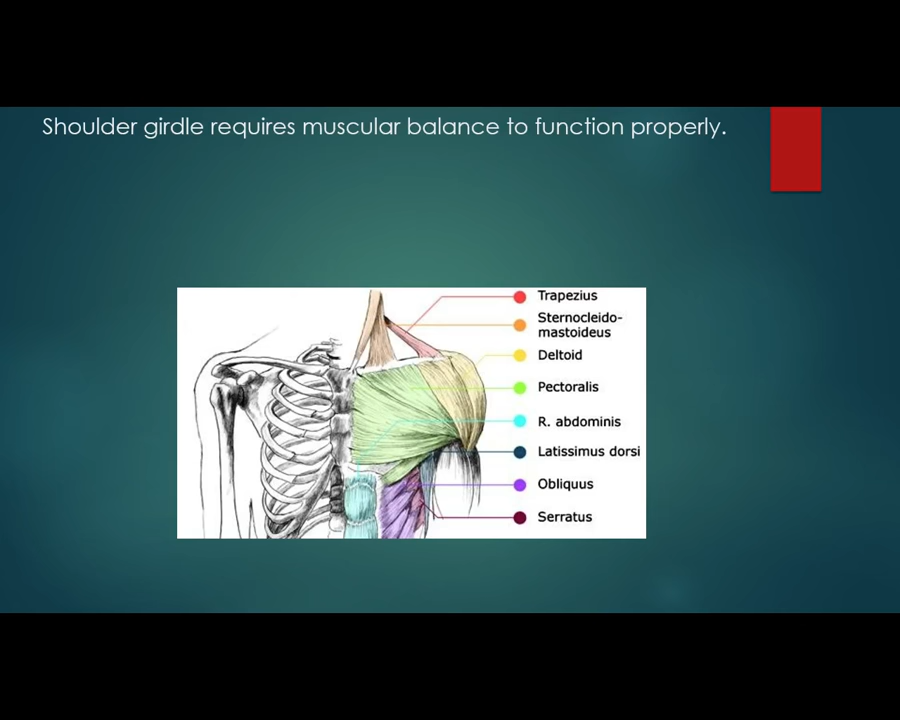 Shoulder girdle requires muscular balance to function properly.
Trapezius
Sternocleido-
mastoideus
Deltoid
Pectoralis
R. abdominis
Latissimus dorsi
Obliquus
Serratus